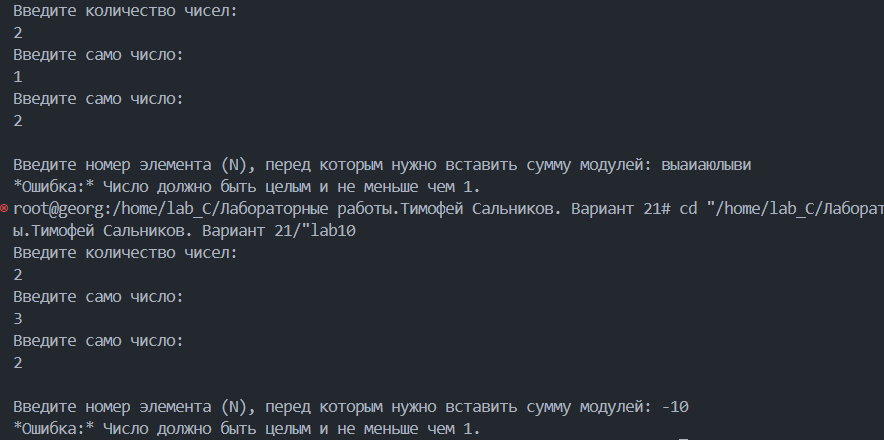 Введите количество чисел:
2
Введите само число:
1
Введите само число:
2
Введите номер элемента (N), перед которым нужно вставить сумму модулей: выаиаюлыви
*Ошибка:* Число должно быть целым и не меньше чем 1.
root@georg:/home/lab_C/Лабораторные работы.Тимофей Сальников. Вариант 21# cd "/home/lab_C/Лаборат
ы.Тимофей Сальников. Вариант 21/"lab10
Введите количество чисел:
2
Введите само число:
3
Введите само число:
2
Введите номер элемента (N), перед которым нужно вставить сумму модулей: -10
*Ошибка:* Число должно быть целым и не меньше чем 1.